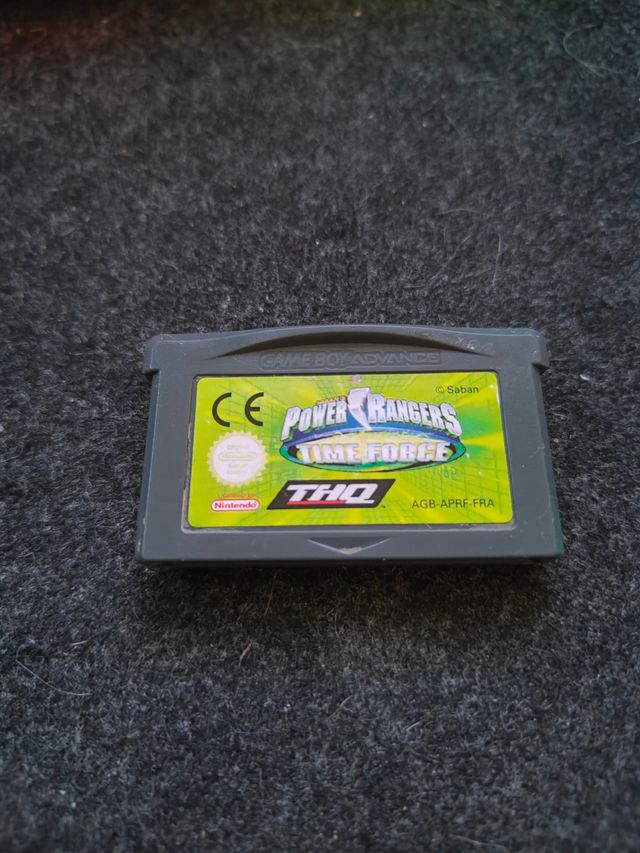 GAME BOY ADVANCE
CE
© Saban
POWER RANGERS
TIME FORCE
Nintendo
THQ
AGB-APRF-FRA